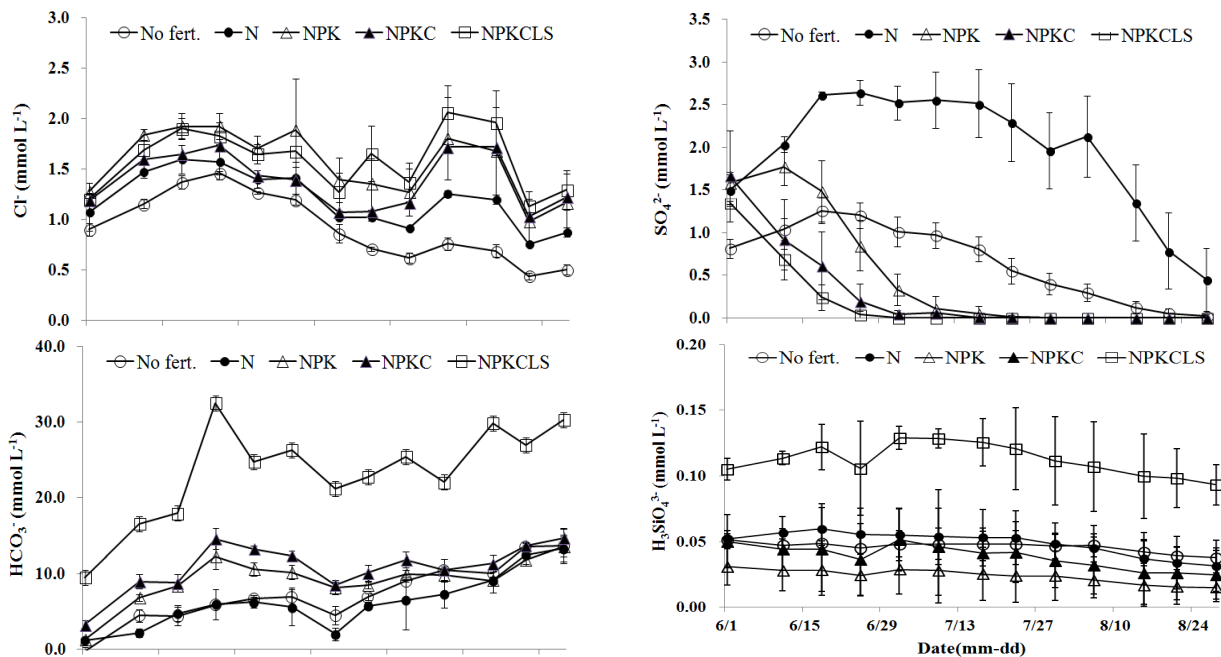 No fert. N NPK NPKC NPKCLS
Cl⁻ (mmol L⁻¹)
3.0
2.5
2.0
1.5
1.0
0.5
0.0
No fert. N NPK NPKC NPKCLS
SO₄²⁻ (mmol L⁻¹)
3.5
3.0
2.5
2.0
1.5
1.0
0.5
0.0
No fert. N NPK NPKC NPKCLS
HCO₃⁻ (mmol L⁻¹)
40.0
30.0
20.0
10.0
0.0
No fert. N NPK NPKC NPKCLS
H₃SiO₄³⁻ (mmol L⁻¹)
0.20
0.15
0.10
0.05
0.00
6/1 6/15 6/29 7/13 7/27 8/10 8/24
Date(mm-dd)